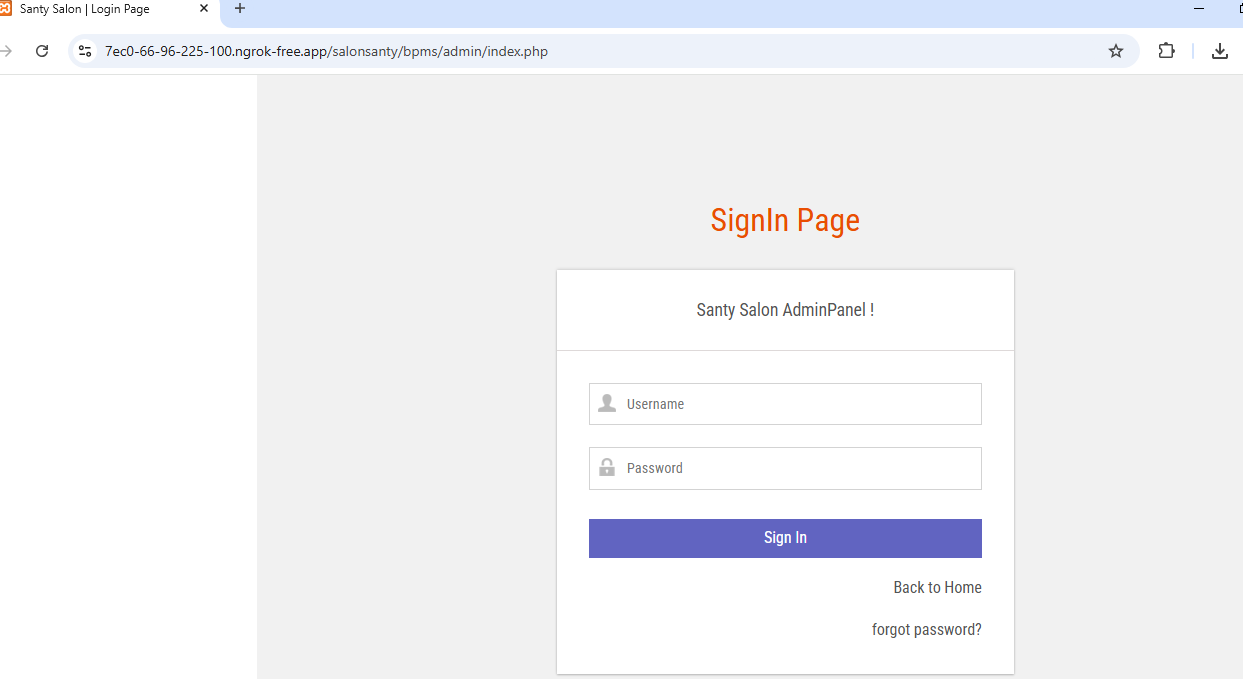 Santy Salon | Login Page
7ec0-66-96-225-100.ngrok-free.app/salonsanty/bpms/admin/index.php
SignIn Page
Santy Salon AdminPanel !
Username
Password
Sign In
Back to Home
forgot password?